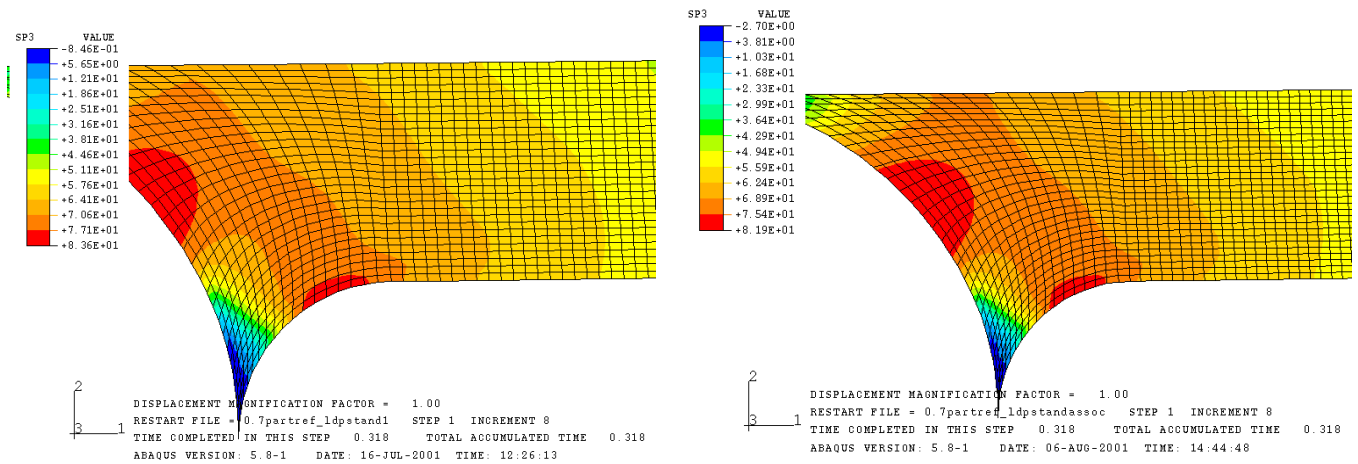 SP3 VALUE
-8.46E-01
+5.65E+00
+1.21E+01
+1.86E+01
+2.51E+01
+3.16E+01
+3.81E+01
+4.46E+01
+5.11E+01
+5.76E+01
+6.41E+01
+7.06E+01
+7.71E+01
+8.36E+01
2
3 1
DISPLACEMENT MAGNIFICATION FACTOR = 1.00
RESTART FILE = 0.7partref_ldpstand1 STEP 1 INCREMENT 8
TIME COMPLETED IN THIS STEP 0.318 TOTAL ACCUMULATED TIME 0.318
ABAQUS VERSION: 5.8-1 DATE: 16-JUL-2001 TIME: 12:26:13
SP3 VALUE
-2.70E+00
+3.81E+00
+1.03E+01
+1.68E+01
+2.33E+01
+2.99E+01
+3.64E+01
+4.29E+01
+4.94E+01
+5.59E+01
+6.24E+01
+6.89E+01
+7.54E+01
+8.19E+01
2
3 1
DISPLACEMENT MAGNIFICATION FACTOR = 1.00
RESTART FILE = 0.7partref_ldpstandassoc STEP 1 INCREMENT 8
TIME COMPLETED IN THIS STEP 0.318 TOTAL ACCUMULATED TIME 0.318
ABAQUS VERSION: 5.8-1 DATE: 06-AUG-2001 TIME: 14:44:48